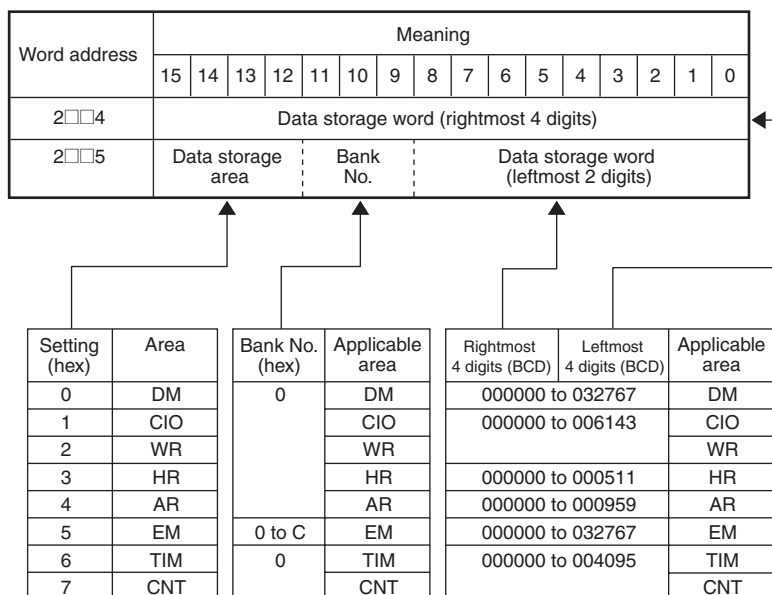 Word address
Meaning
15 14 13 12 11 10 9 8 7 6 5 4 3 2 1 0
2□□4 Data storage word (rightmost 4 digits)
2□□5 Data storage area Bank No. Data storage word (leftmost 2 digits)
Setting (hex) Area
0 DM
1 CIO
2 WR
3 HR
4 AR
5 EM
6 TIM
7 CNT
Bank No. (hex) Applicable area
0 DM
CIO
WR
HR
AR
0 to C EM
0 TIM
CNT
Rightmost 4 digits (BCD) Leftmost 4 digits (BCD) Applicable area
000000 to 032767 DM
000000 to 006143 CIO
WR
000000 to 000511 HR
000000 to 000959 AR
000000 to 032767 EM
000000 to 004095 TIM
CNT